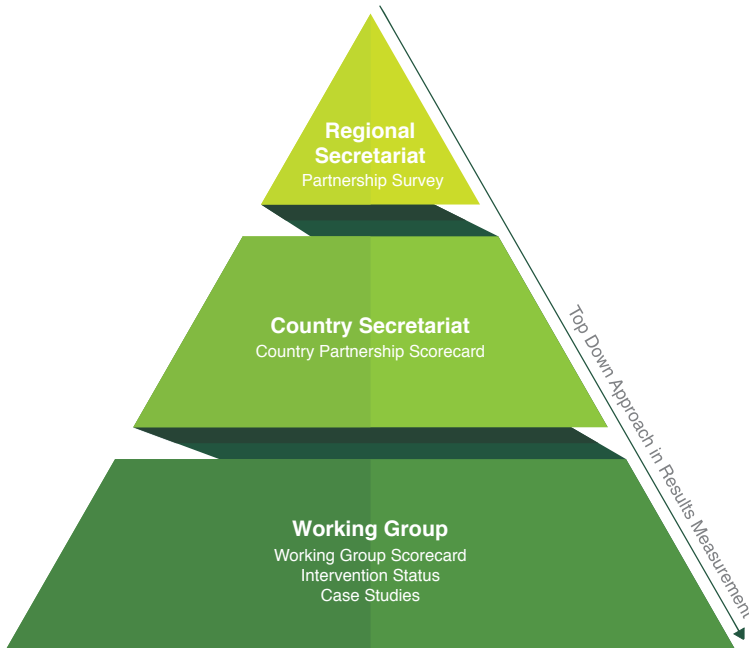 Regional
Secretariat
Partnership Survey
Country Secretariat
Country Partnership Scorecard
Working Group
Working Group Scorecard
Intervention Status
Case Studies
Top Down Approach in Results Measurement